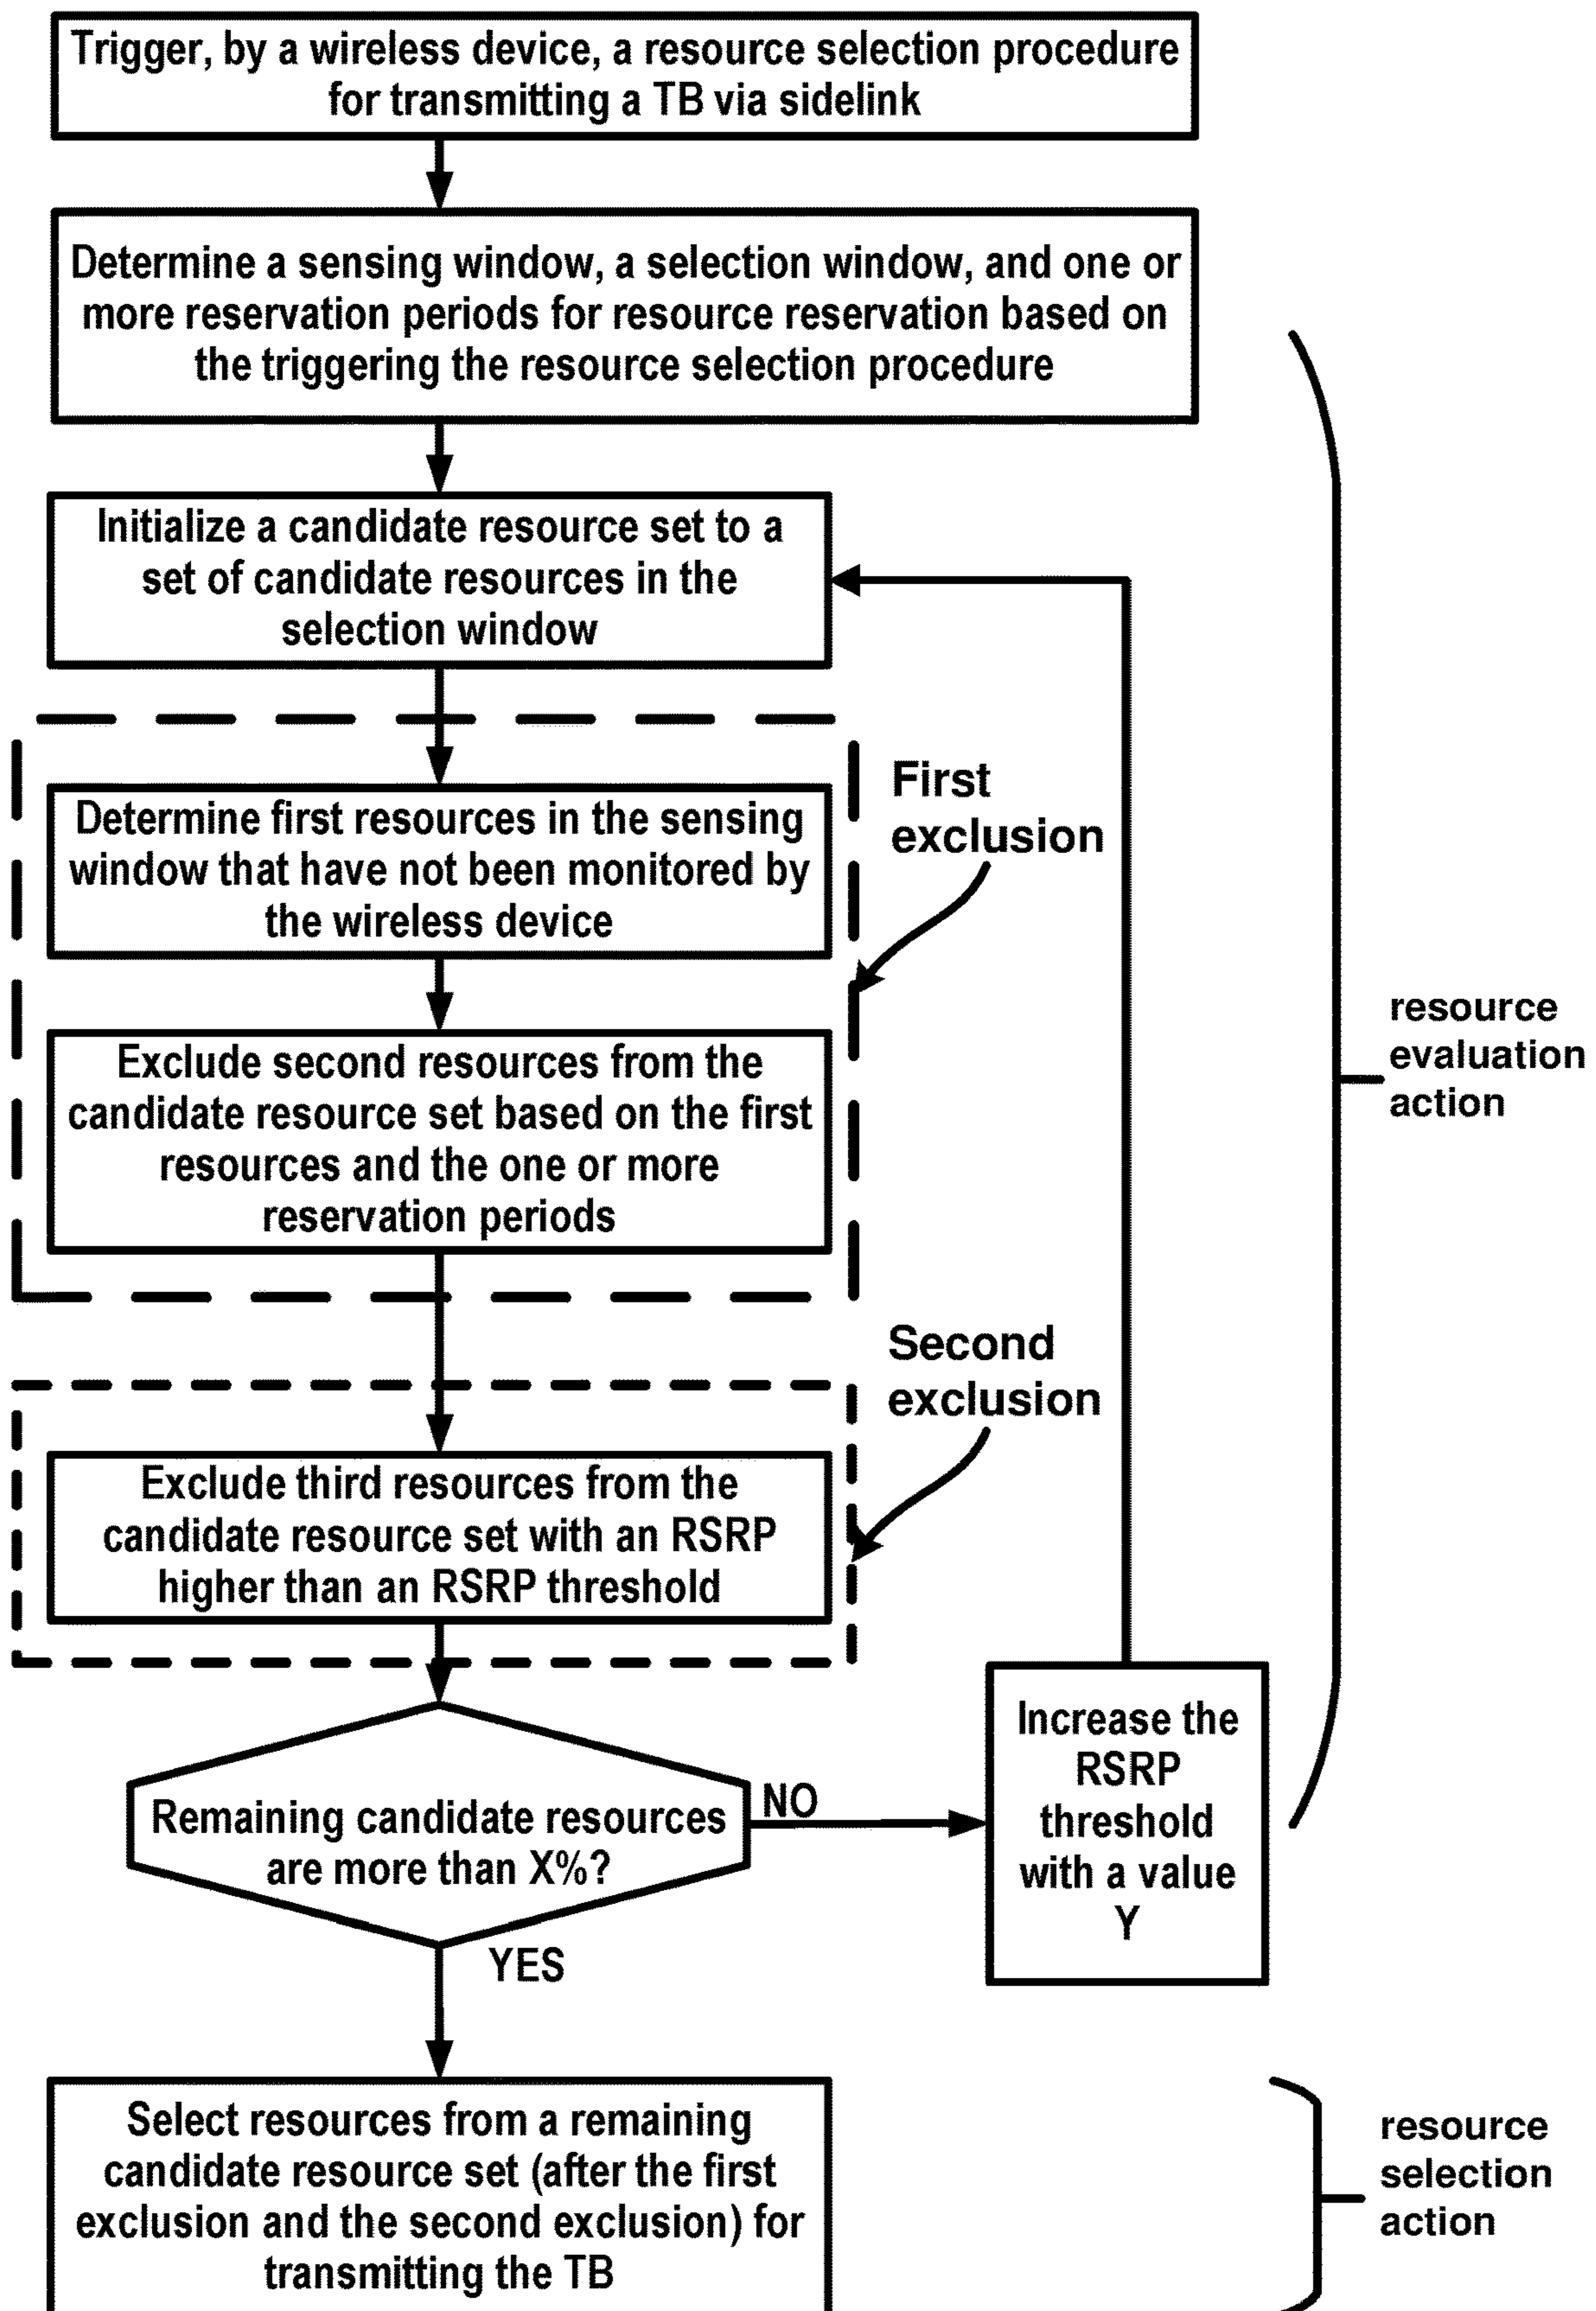 Trigger, by a wireless device, a resource selection procedure
for transmitting a TB via sidelink
Determine a sensing window, a selection window, and one or
more reservation periods for resource reservation based on
the triggering the resource selection procedure
Initialize a candidate resource set to a
set of candidate resources in the
selection window
First
exclusion
Determine first resources in the sensing
window that have not been monitored by
the wireless device
Exclude second resources from the
candidate resource set based on the first
resources and the one or more
reservation periods
resource
evaluation
action
Second
exclusion
Exclude third resources from the
candidate resource set with an RSRP
higher than an RSRP threshold
Remaining candidate resources
are more than X%?
NO
Increase the
RSRP
threshold
with a value
Y
YES
Select resources from a remaining
candidate resource set (after the first
exclusion and the second exclusion) for
transmitting the TB
resource
selection
action